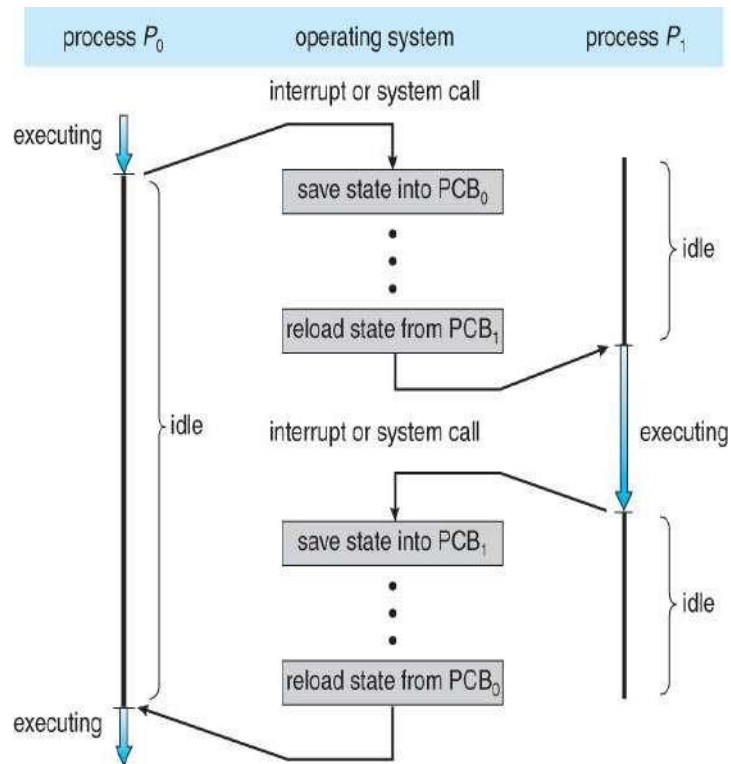 process P₀ operating system process P₁
interrupt or system call
executing
save state into PCB₀
idle
reload state from PCB₁
idle
interrupt or system call
executing
save state into PCB₁
idle
reload state from PCB₀
executing